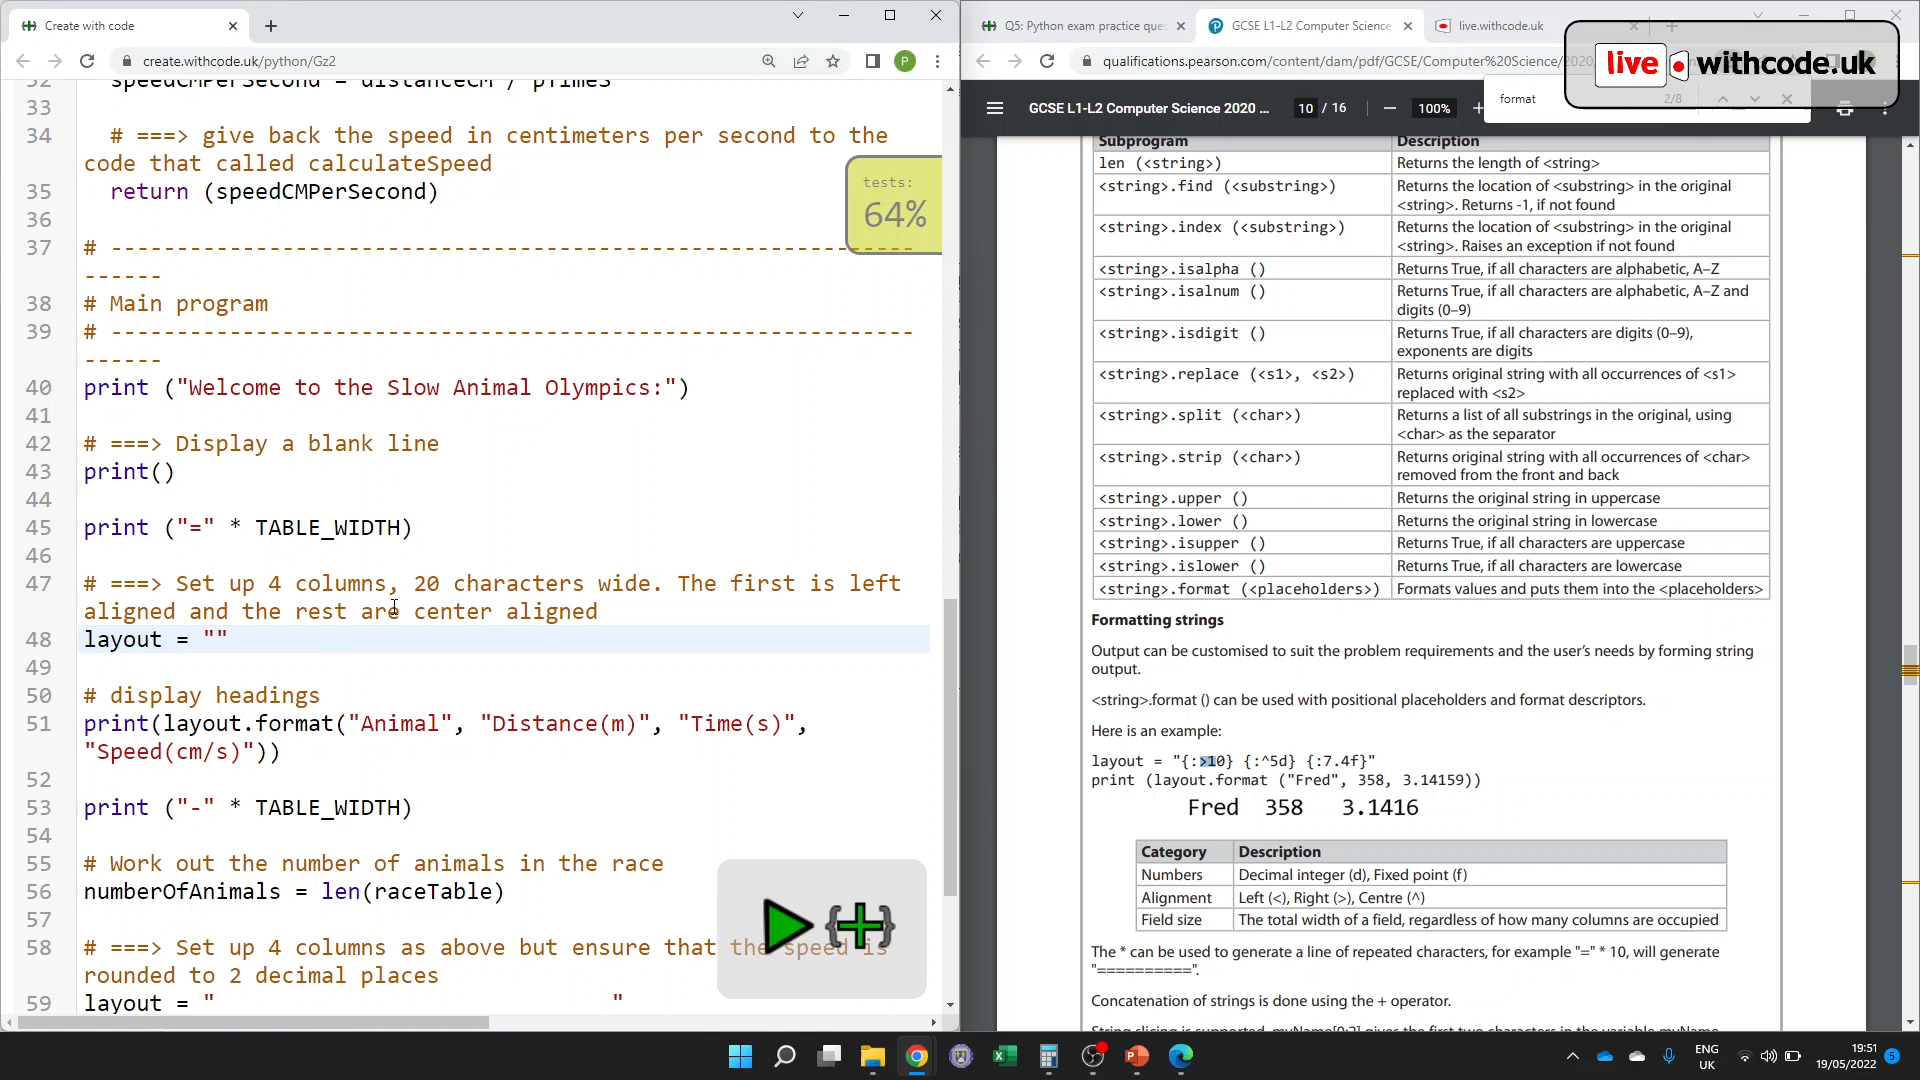 Create with code
create.withcode.uk/python/Gz2
P
32 speedCMPerSecond = distanceCM / pTimeS
33
34 # ===> give back the speed in centimeters per second to the
code that called calculateSpeed
35 return (speedCMPerSecond)
36
37 # -------------------------------------------------------------
------
38 # Main program
39 # -------------------------------------------------------------
------
40 print ("Welcome to the Slow Animal Olympics:")
41
42 # ===> Display a blank line
43 print()
44
45 print ("=" * TABLE_WIDTH)
46
47 # ===> Set up 4 columns, 20 characters wide. The first is left
aligned and the rest are center aligned
48 layout = ""
49
50 # display headings
51 print(layout.format("Animal", "Distance(m)", "Time(s)",
"Speed(cm/s)"))
52
53 print ("-" * TABLE_WIDTH)
54
55 # Work out the number of animals in the race
56 numberOfAnimals = len(raceTable)
57
58 # ===> Set up 4 columns as above but ensure that the speed is
rounded to 2 decimal places
59 layout = " "
tests:
64%
Q5: Python exam practice que
GCSE L1-L2 Computer Science
live.withcode.uk
qualifications.pearson.com/content/dam/pdf/GCSE/Computer%20Science/2020
live withcode.uk
GCSE L1-L2 Computer Science 2020 ...
10 / 16
100%
format
2/8
Subprogram Description
len (<string>) Returns the length of <string>
<string>.find (<substring>) Returns the location of <substring> in the original
<string>. Returns -1, if not found
<string>.index (<substring>) Returns the location of <substring> in the original
<string>. Raises an exception if not found
<string>.isalpha () Returns True, if all characters are alphabetic, A–Z
<string>.isalnum () Returns True, if all characters are alphabetic, A–Z and
digits (0–9)
<string>.isdigit () Returns True, if all characters are digits (0–9),
exponents are digits
<string>.replace (<s1>, <s2>) Returns original string with all occurrences of <s1>
replaced with <s2>
<string>.split (<char>) Returns a list of all substrings in the original, using
<char> as the separator
<string>.strip (<char>) Returns original string with all occurrences of <char>
removed from the front and back
<string>.upper () Returns the original string in uppercase
<string>.lower () Returns the original string in lowercase
<string>.isupper () Returns True, if all characters are uppercase
<string>.islower () Returns True, if all characters are lowercase
<string>.format (<placeholders>) Formats values and puts them into the <placeholders>
Formatting strings
Output can be customised to suit the problem requirements and the user's needs by forming string
output.
<string>.format () can be used with positional placeholders and format descriptors.
Here is an example:
layout = "{:>10} {:^5d} {:7.4f}"
print (layout.format ("Fred", 358, 3.14159))
Fred 358 3.1416
Category Description
Numbers Decimal integer (d), Fixed point (f)
Alignment Left (<), Right (>), Centre (^)
Field size The total width of a field, regardless of how many columns are occupied
The * can be used to generate a line of repeated characters, for example "=" * 10, will generate
"==========".
Concatenation of strings is done using the + operator.
ENG
UK
19:51
19/05/2022
5